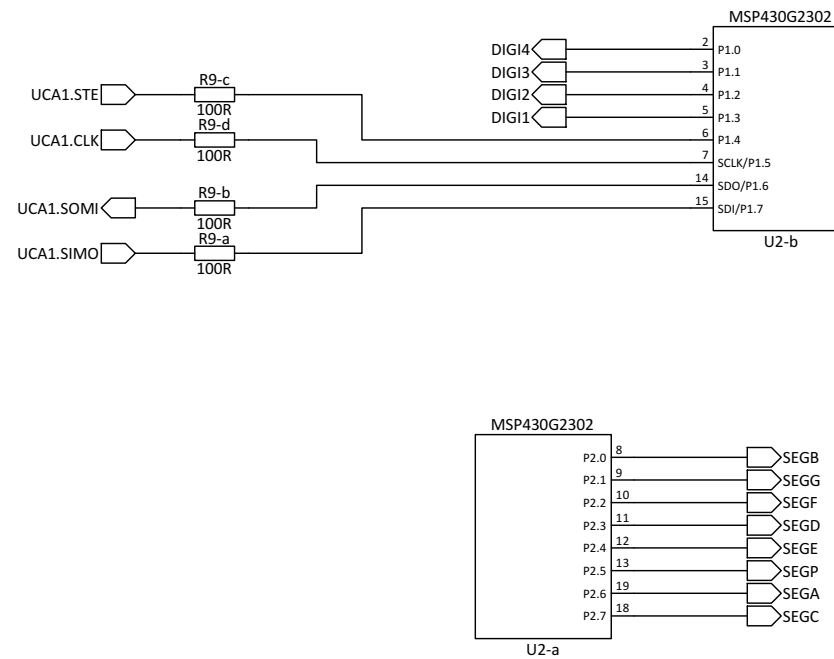 MSP430G2302
DIGI4 2 P1.0
DIGI3 3 P1.1
R9-c
UCA1.STE DIGI2 4 P1.2
100R
DIGI1 5 P1.3
R9-d
UCA1.CLK 6 P1.4
100R
7 SCLK/P1.5
14 SDO/P1.6
R9-b
UCA1.SOMI 15 SDI/P1.7
100R
R9-a
U2-b
UCA1.SIMO
100R
MSP430G2302
P2.0 8 SEGB
P2.1 9 SEGG
P2.2 10 SEGF
P2.3 11 SEGD
P2.4 12 SEGE
P2.5 13 SEGP
P2.6 19 SEGA
P2.7 18 SEGC
U2-a